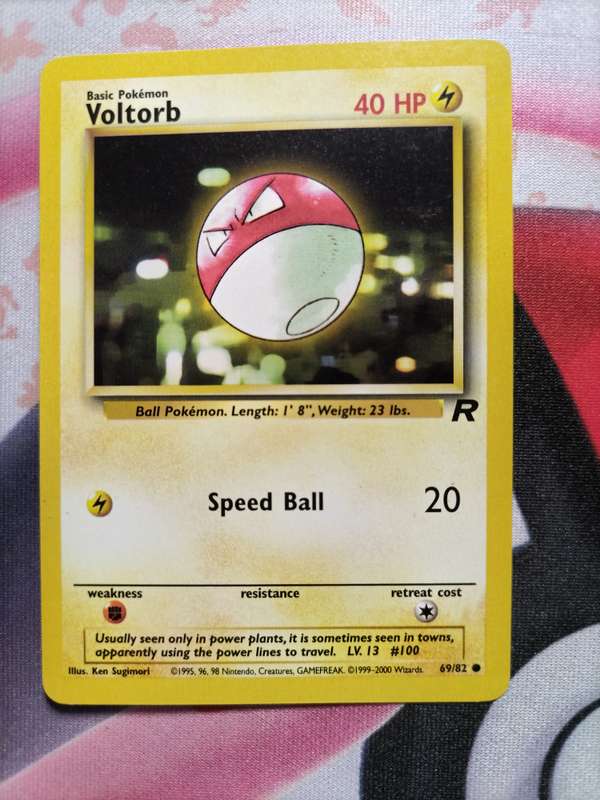 Basic Pokémon
Voltorb
40 HP
Ball Pokémon. Length: 1' 8", Weight: 23 lbs.
R
Speed Ball 20
weakness resistance retreat cost
Usually seen only in power plants, it is sometimes seen in towns,
apparently using the power lines to travel. LV. 13 #100
Illus. Ken Sugimori ©1995, 96, 98 Nintendo, Creatures, GAMEFREAK. ©1999-2000 Wizards. 69/82